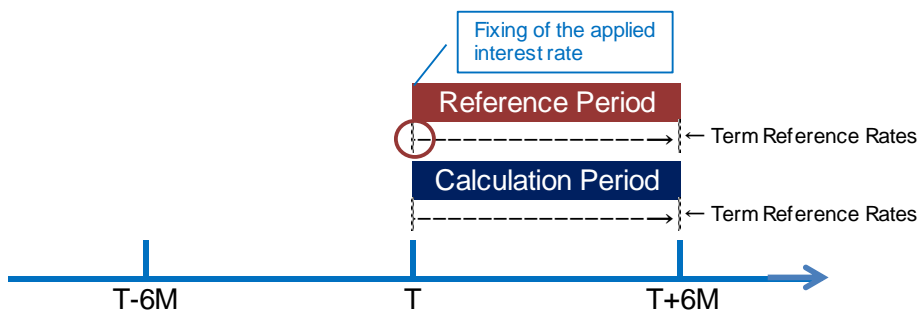 Fixing of the applied
interest rate
Reference Period
← Term Reference Rates
Calculation Period
← Term Reference Rates
T-6M
T
T+6M